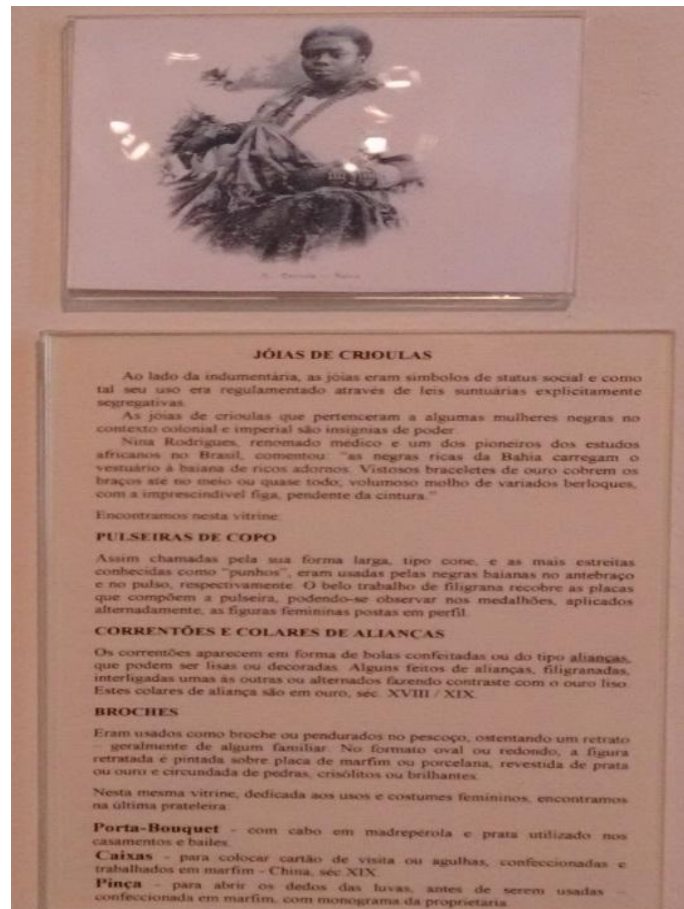 JÓIAS DE CRIOULAS
Ao lado da indumentária, as jóias eram símbolos de status social e como
tal seu uso era regulamentado através de leis suntuárias explicitamente
segregativas.
As jóias de crioulas que pertenceram a algumas mulheres negras no
contexto colonial e imperial são insígnias de poder.
Nina Rodrigues, renomado médico e um dos pioneiros dos estudos
africanos no Brasil, comentou: "as negras ricas da Bahia carregam o
vestuário à baiana de ricos adornos. Vistosos braceletes de ouro cobrem os
braços até no meio ou quase todo, volumoso molho de variados berloques,
com a imprescindível figa, pendente da cintura."
Encontramos nesta vitrine:
PULSEIRAS DE COPO
Assim chamadas pela sua forma larga, tipo cone, e as mais estreitas
conhecidas como "punhos", eram usadas pelas negras baianas no antebraço
e no pulso, respectivamente. O belo trabalho de filigrana recobre as placas
que compõem a pulseira, podendo-se observar nos medalhões, aplicados
alternadamente, as figuras femininas postas em perfil.
CORRENTÕES E COLARES DE ALIANÇAS
Os correntões aparecem em forma de bolas confeitadas ou do tipo alianças,
que podem ser lisas ou decoradas. Alguns feitos de alianças, filigranadas,
interligadas umas às outras ou alternados fazendo contraste com o ouro liso.
Estes colares de aliança são em ouro, séc. XVIII / XIX.
BROCHES
Eram usados como broche ou pendurados no pescoço, ostentando um retrato
– geralmente de algum familiar. No formato oval ou redondo, a figura
retratada é pintada sobre placa de marfim ou porcelana, revestida de prata
ou ouro e circundada de pedras, crisólitos ou brilhantes.
Nesta mesma vitrine, dedicada aos usos e costumes femininos, encontramos
na última prateleira:
Porta-Bouquet - com cabo em madrepérola e prata utilizado nos
casamentos e bailes.
Caixas - para colocar cartão de visita ou agulhas, confeccionadas e
trabalhados em marfim - China, séc. XIX.
Pinça - para abrir os dedos das luvas, antes de serem usadas –
confeccionada em marfim, com monograma da proprietária.